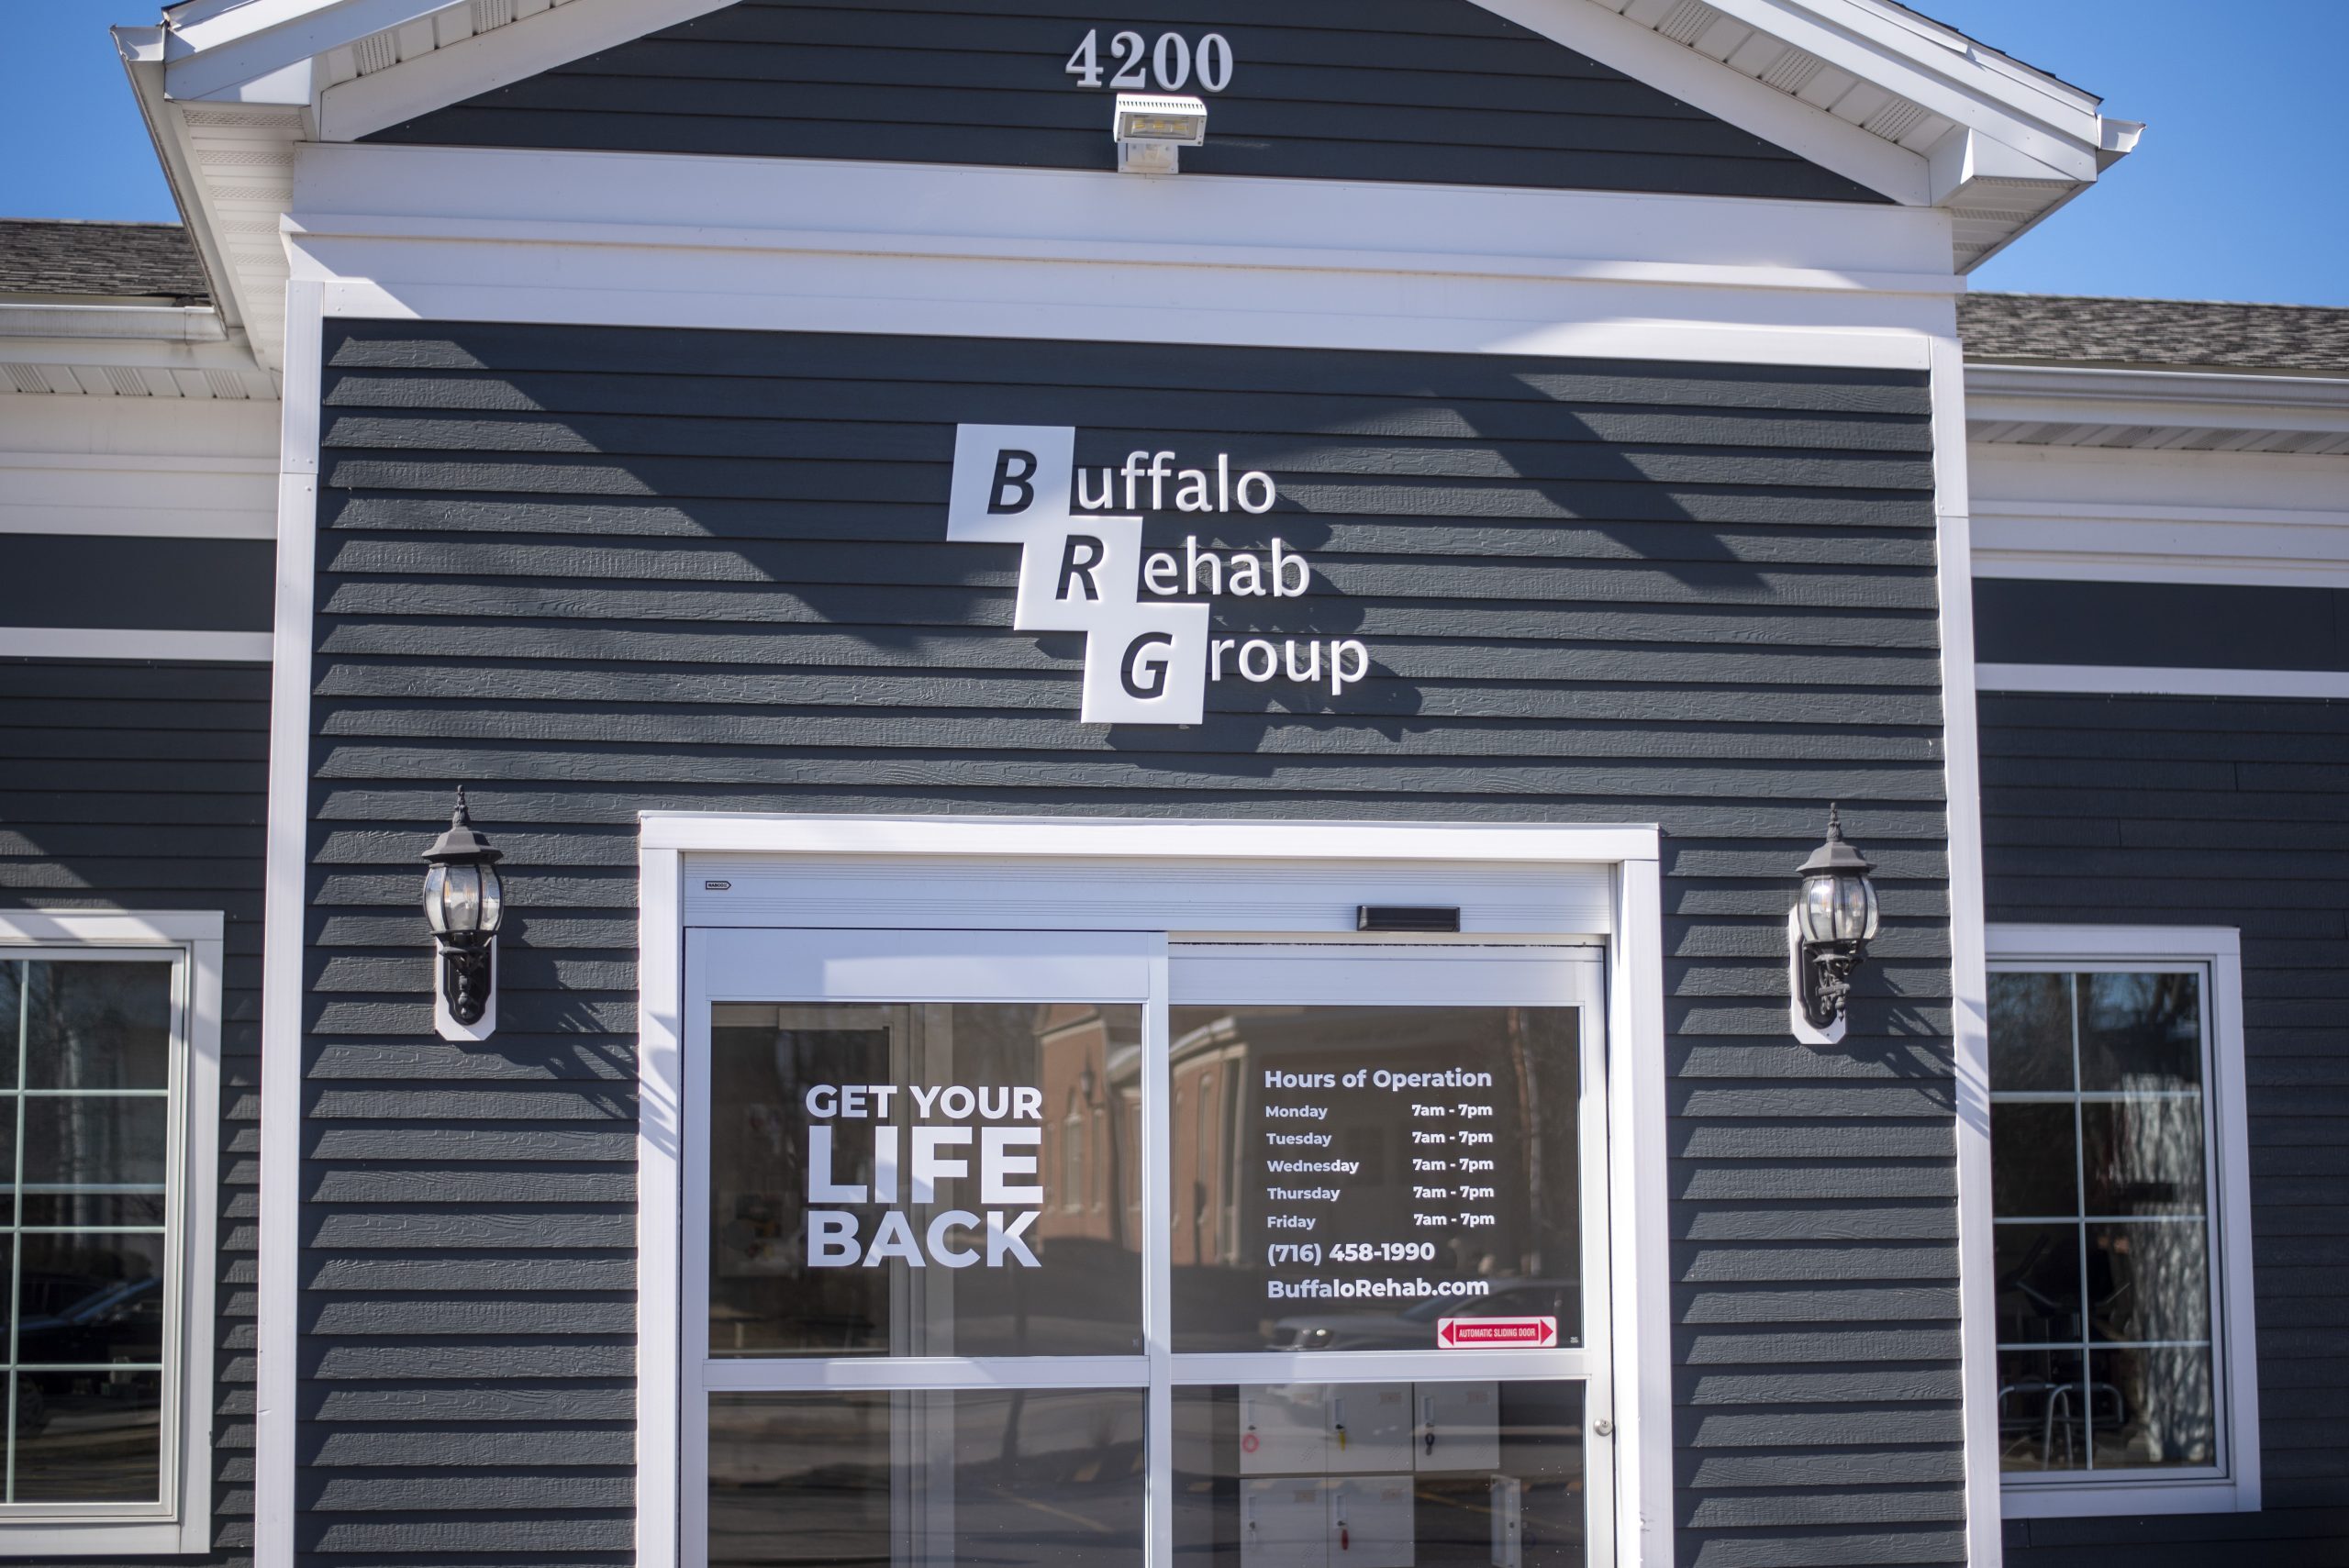 4200
Buffalo
Rehab
Group
GET YOUR
LIFE
BACK
Hours of Operation
Monday 7am - 7pm
Tuesday 7am - 7pm
Wednesday 7am - 7pm
Thursday 7am - 7pm
Friday 7am - 7pm
(716) 458-1990
BuffaloRehab.com
AUTOMATIC SLIDING DOOR